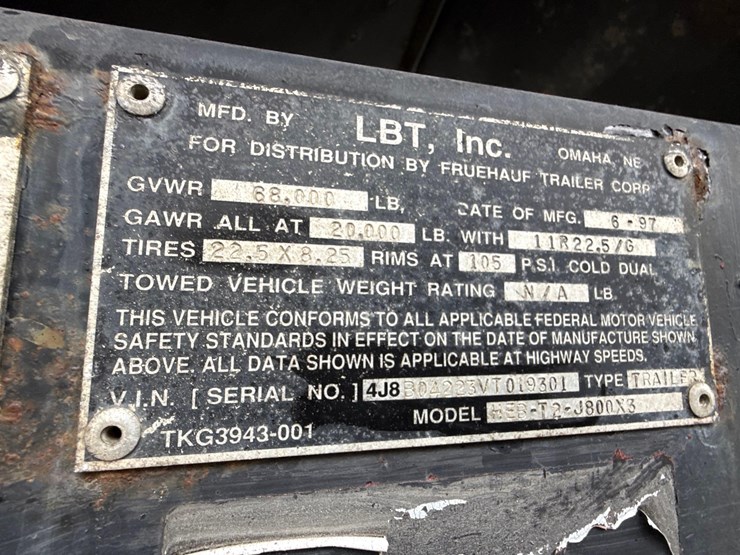 MFD. BY LBT, Inc. OMAHA, NE
FOR DISTRIBUTION BY FRUEHAUF TRAILER CORP
GVWR 68.000 LB. DATE OF MFG. 6-97
GAWR ALL AT 20.000 LB. WITH 11R22.5/G
TIRES 22.5 X 8.25 RIMS AT 105 P.S.I. COLD DUAL
TOWED VEHICLE WEIGHT RATING N/A LB.
THIS VEHICLE CONFORMS TO ALL APPLICABLE FEDERAL MOTOR VEHICLE
SAFETY STANDARDS IN EFFECT ON THE DATE OF MANUFACTURE SHOWN
ABOVE. ALL DATA SHOWN IS APPLICABLE AT HIGHWAY SPEEDS.
V.I.N. [ SERIAL NO. ] TYPE TRAILER
TKG3943-001 MODEL